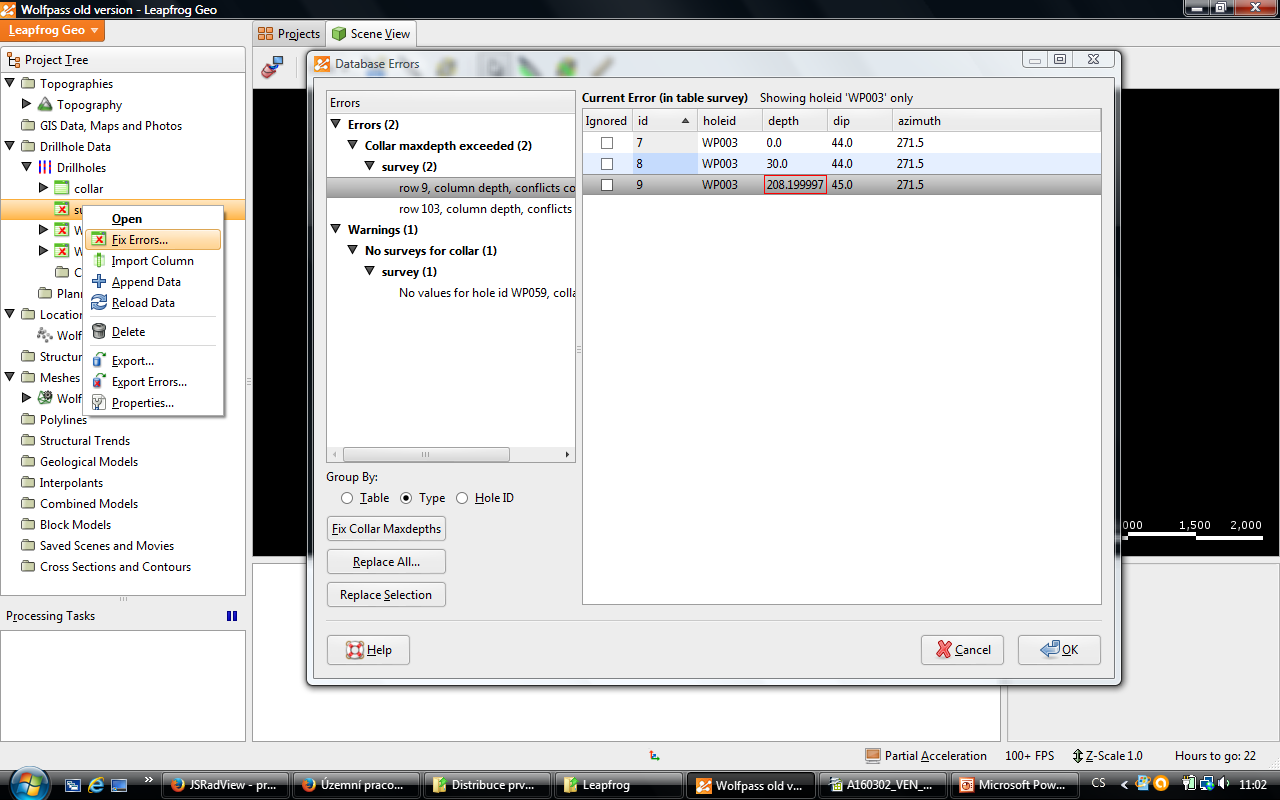 Wolfpass old version - Leapfrog Geo
Leapfrog Geo
Projects
Scene View
Project Tree
Topographies
Topography
GIS Data, Maps and Photos
Drillhole Data
Drillholes
collar
su
W
W
C
Plann
Location
Wolf
Structur
Meshes
Wolf
Polylines
Structural Trends
Geological Models
Interpolants
Combined Models
Block Models
Saved Scenes and Movies
Cross Sections and Contours
Open
Fix Errors...
Import Column
Append Data
Reload Data
Delete
Export...
Export Errors...
Properties...
Processing Tasks
Database Errors
Errors
Errors (2)
Collar maxdepth exceeded (2)
survey (2)
row 9, column depth, conflicts co
row 103, column depth, conflicts
Warnings (1)
No surveys for collar (1)
survey (1)
No values for hole id WP059, colla
Group By:
Table Type Hole ID
Fix Collar Maxdepths
Replace All...
Replace Selection
Help
Current Error (in table survey) Showing holeid 'WP003' only
Ignored id holeid depth dip azimuth
7 WP003 0.0 44.0 271.5
8 WP003 30.0 44.0 271.5
9 WP003 208.199997 45.0 271.5
Cancel
OK
000 1,500 2,000
Partial Acceleration 100+ FPS Z-Scale 1.0 Hours to go: 22
» JSRadView - pr... Územní praco... Distribuce prv... Leapfrog Wolfpass old v... A160302_VEN_... Microsoft Pow... CS 11:02